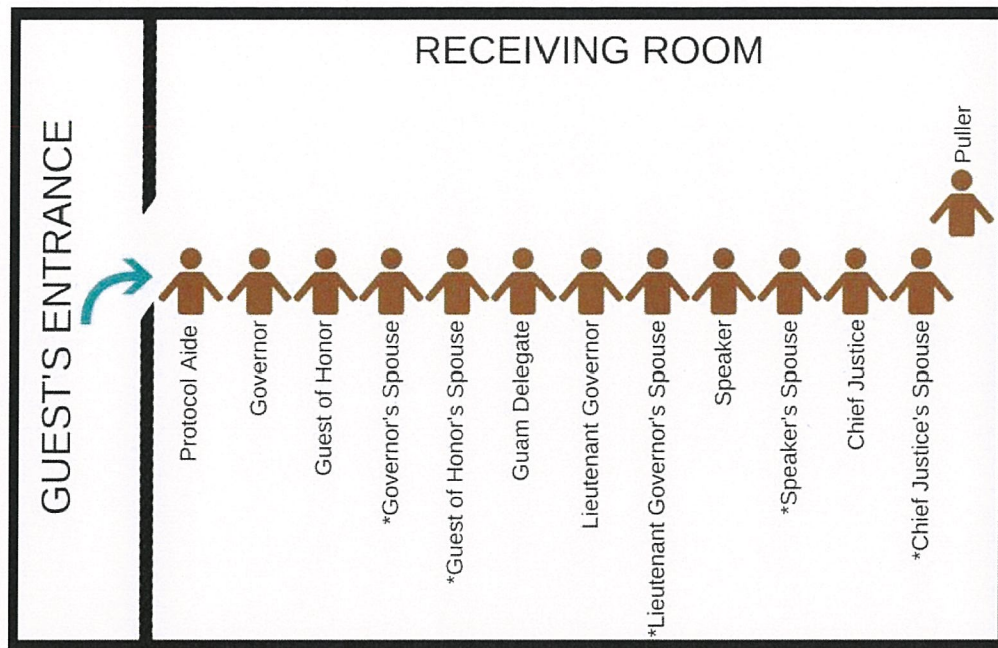 RECEIVING ROOM
GUEST'S ENTRANCE
Protocol Aide
Governor
Guest of Honor
*Governor's Spouse
*Guest of Honor's Spouse
Guam Delegate
Lieutenant Governor
*Lieutenant Governor's Spouse
Speaker
*Speaker's Spouse
Chief Justice
*Chief Justice's Spouse
Puller